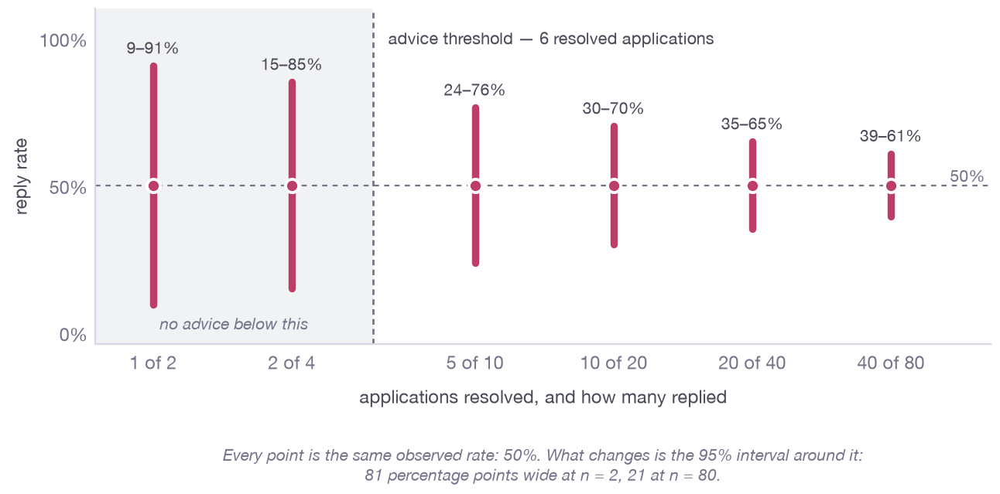 100%
advice threshold — 6 resolved applications
9–91%
15–85%
24–76%
30–70%
35–65%
39–61%
50%
50%
reply rate
no advice below this
0%
1 of 2
2 of 4
5 of 10
10 of 20
20 of 40
40 of 80
applications resolved, and how many replied
Every point is the same observed rate: 50%. What changes is the 95% interval around it:
81 percentage points wide at n = 2, 21 at n = 80.